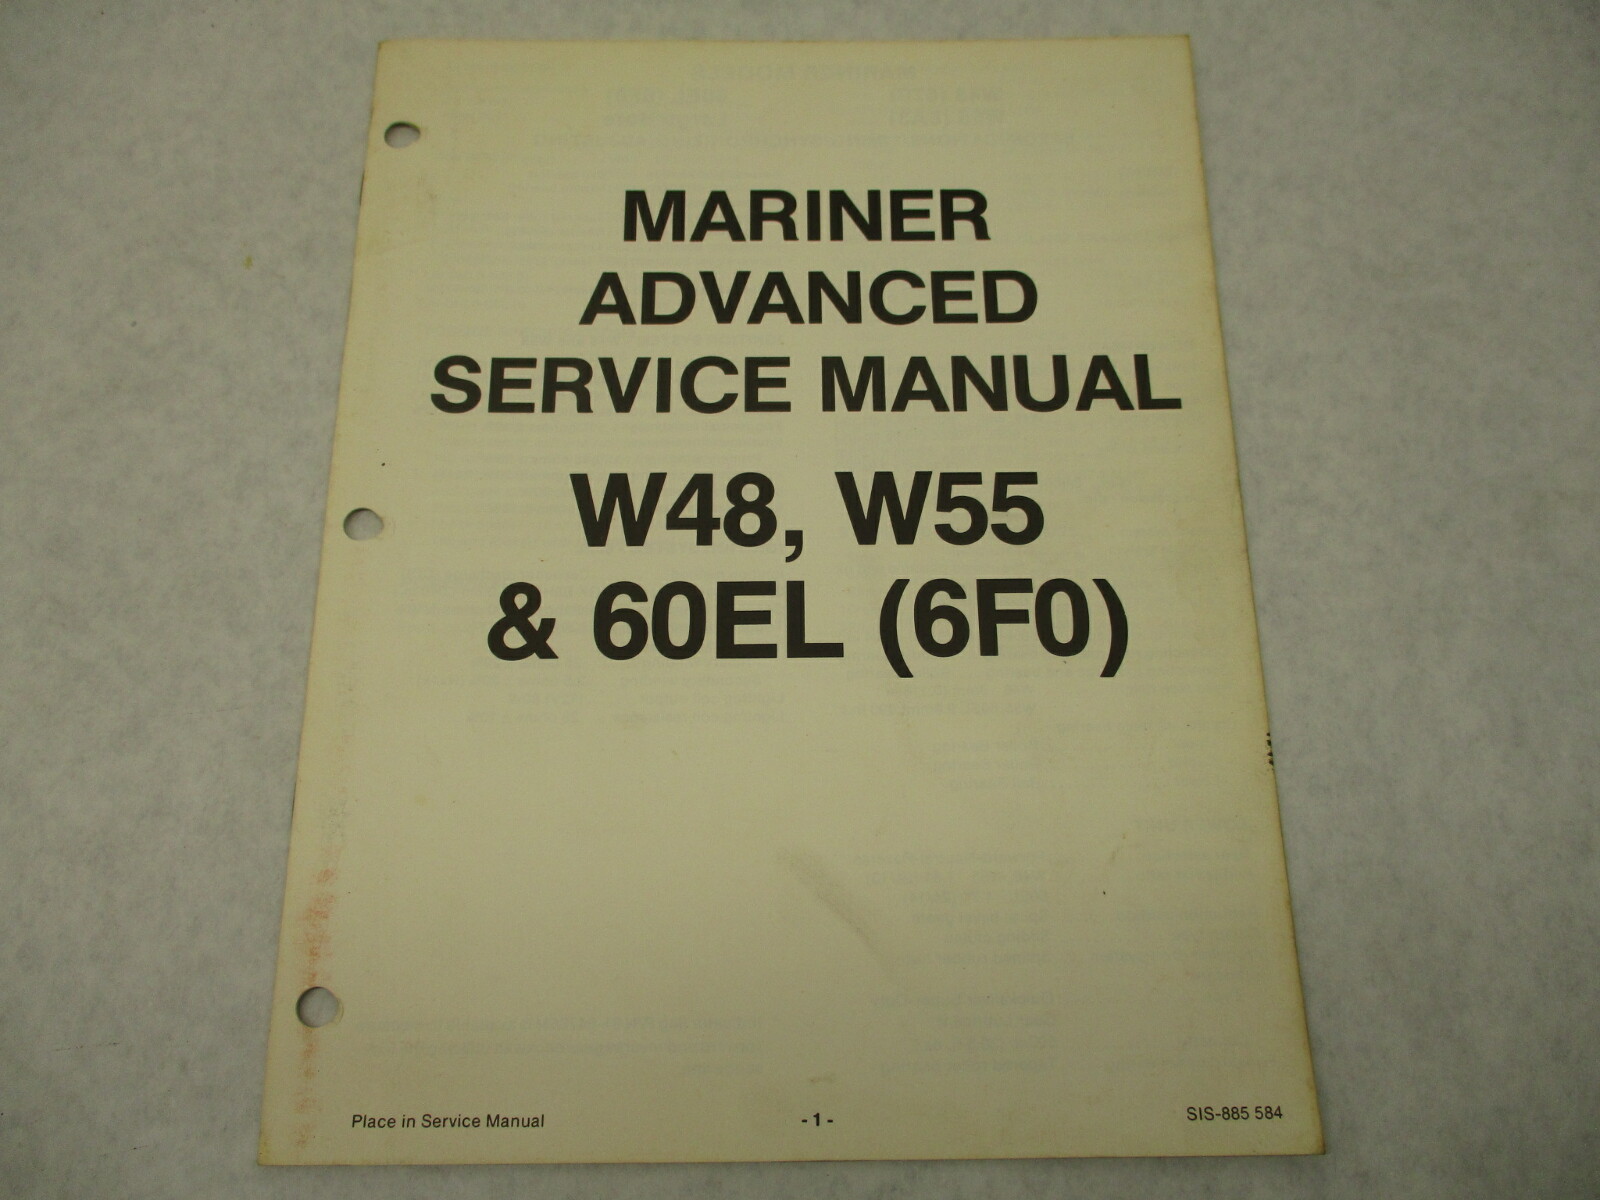 MARINER
ADVANCED
SERVICE MANUAL
W48, W55
& 60EL (6F0)
Place in Service Manual
- 1 -
SIS-885 584